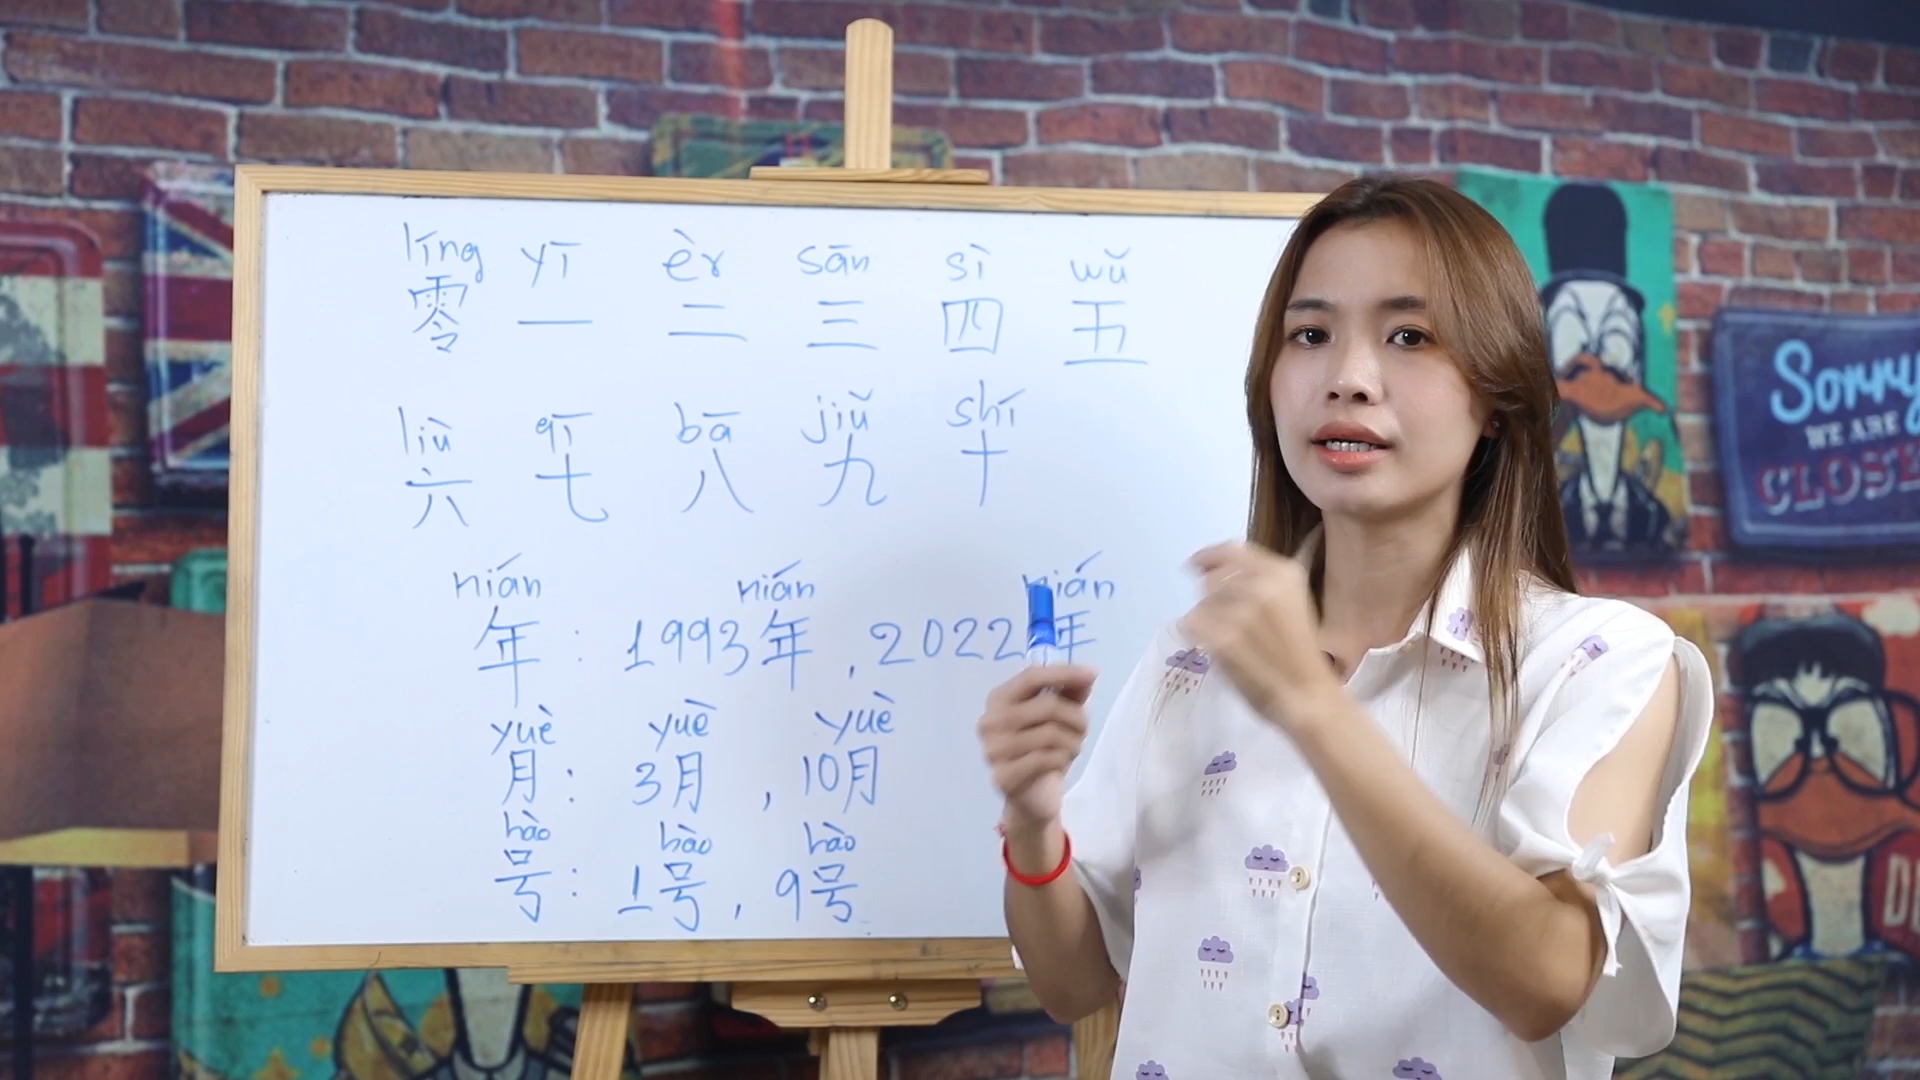 líng yī èr sān sì wǔ
零 一 二 三 四 五
liù qī bā jiǔ shí
六 七 八 九 十
nián nián nián
年 : 1993年 , 2022年
yuè yuè yuè
月 : 3月 , 10月
hào hào hào
号 : 1号 , 9号
Sorry
WE ARE
CLOSE